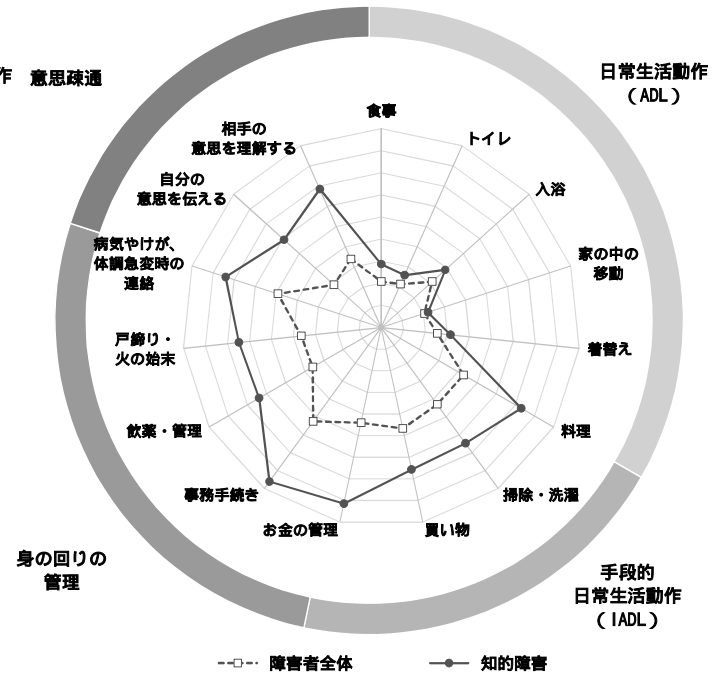 作
意思疎通
日常生活動作
（ADL）
食事
トイレ
入浴
家の中の
移動
着替え
料理
掃除・洗濯
買い物
お金の管理
事務手続き
飲薬・管理
戸締り・
火の始末
病気やけが、
体調急変時の
連絡
自分の
意思を伝える
相手の
意思を理解する
手段的
日常生活動作
（IADL）
身の回りの
管理
障害者全体
知的障害